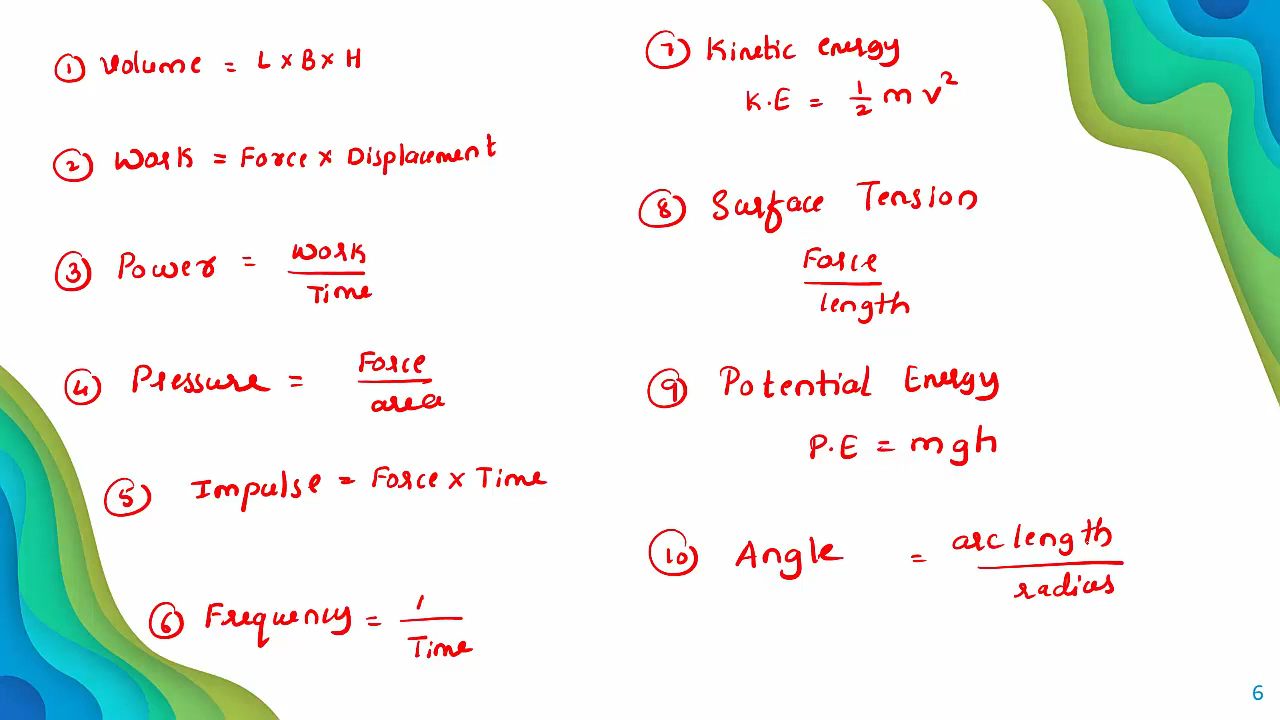 ① Volume = L × B × H
② Work = Force × Displacement
③ Power = Work
Time
④ Pressure = Force
area
⑤ Impulse = Force × Time
⑥ Frequency = 1
Time
⑦ Kinetic energy
K.E = 1/2 m v²
⑧ Surface Tension
Force
length
⑨ Potential Energy
P.E = mgh
⑩ Angle = arc length
radius
6